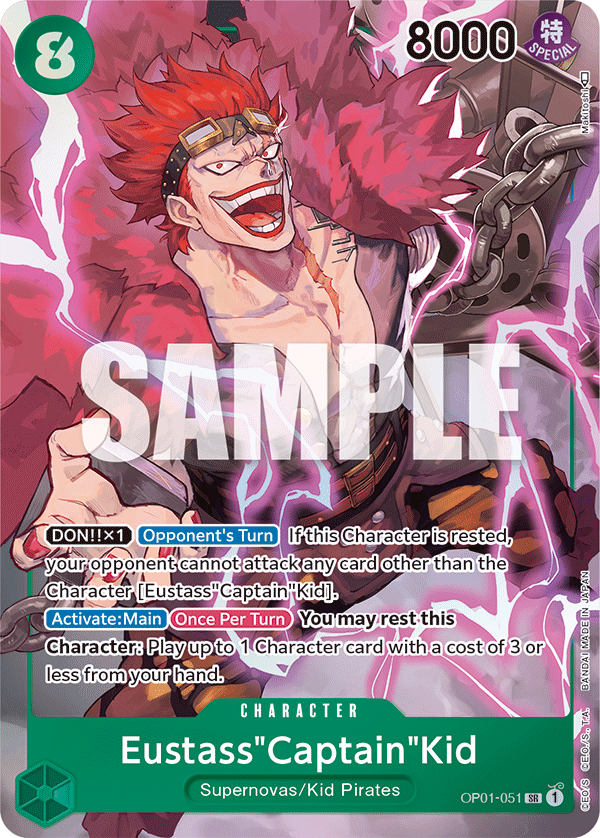 8
8000
特
SPECIAL
Makitoshi
SAMPLE
DON!!×1 Opponent's Turn If this Character is rested,
your opponent cannot attack any card other than the
Character [Eustass"Captain"Kid].
Activate:Main Once Per Turn You may rest this
Character: Play up to 1 Character card with a cost of 3 or
less from your hand.
CHARACTER
Eustass"Captain"Kid
Supernovas/Kid Pirates
OP01-051 SR 1
©E.O/S. ©E.O./S., T.A. BANDAI MADE IN JAPAN